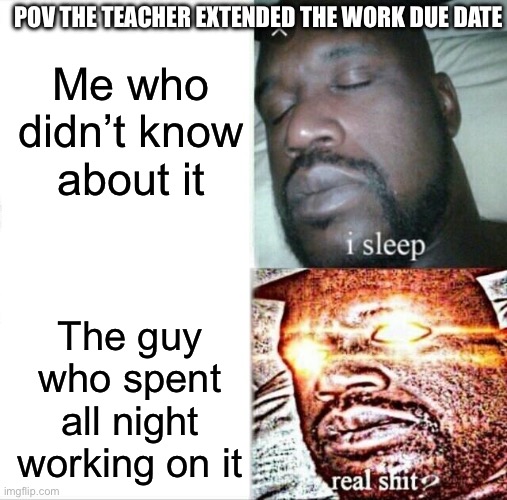 POV THE TEACHER EXTENDED THE WORK DUE DATE
Me who
didn’t know
about it
i sleep
The guy
who spent
all night
working on it
real shit?
imgflip.com